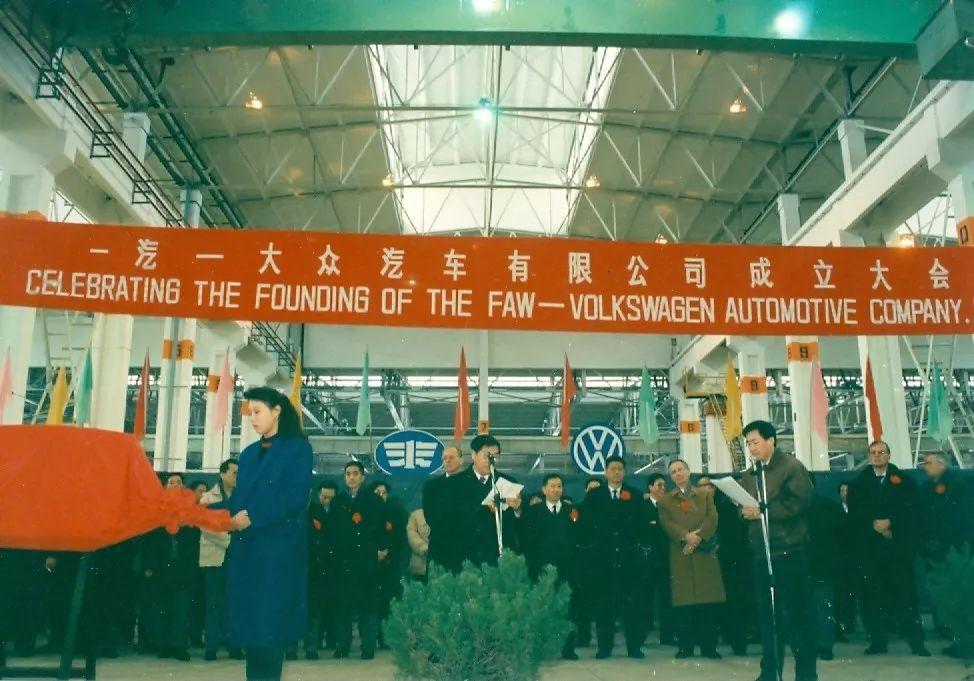 一汽一大众汽车有限公司成立大会
CELEBRATING THE FOUNDING OF THE FAW—VOLKSWAGEN AUTOMOTIVE COMPANY.